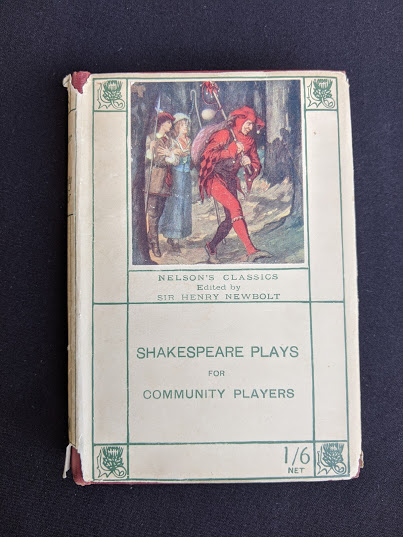 NELSON'S CLASSICS
Edited by
SIR HENRY NEWBOLT
SHAKESPEARE PLAYS
FOR
COMMUNITY PLAYERS
1/6
NET